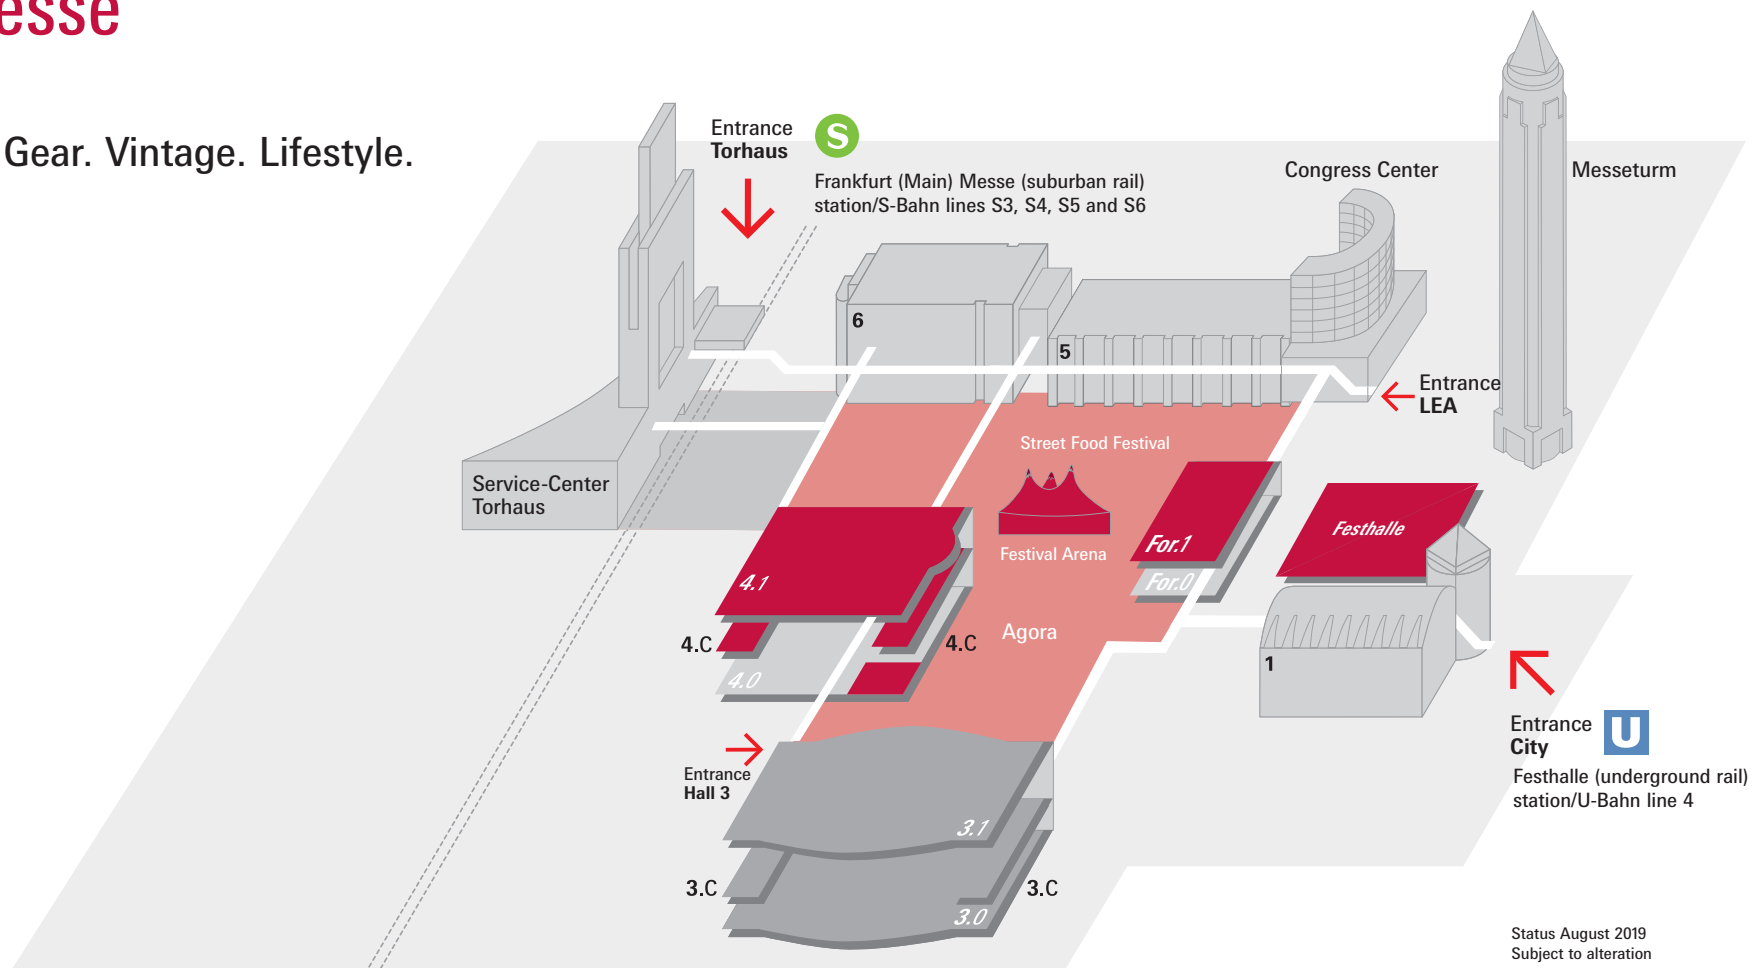 esse
Gear. Vintage. Lifestyle.
Entrance
Torhaus
S
Frankfurt (Main) Messe (suburban rail)
station/S-Bahn lines S3, S4, S5 and S6
Congress Center
Messeturm
6
5
Entrance
LEA
Street Food Festival
Service-Center
Torhaus
Festival Arena
For.1
For.0
Festhalle
4.1
4.C
4.C
4.0
Agora
1
Entrance
City
U
Festhalle (underground rail)
station/U-Bahn line 4
Entrance
Hall 3
3.1
3.C
3.C
3.0
Status August 2019
Subject to alteration